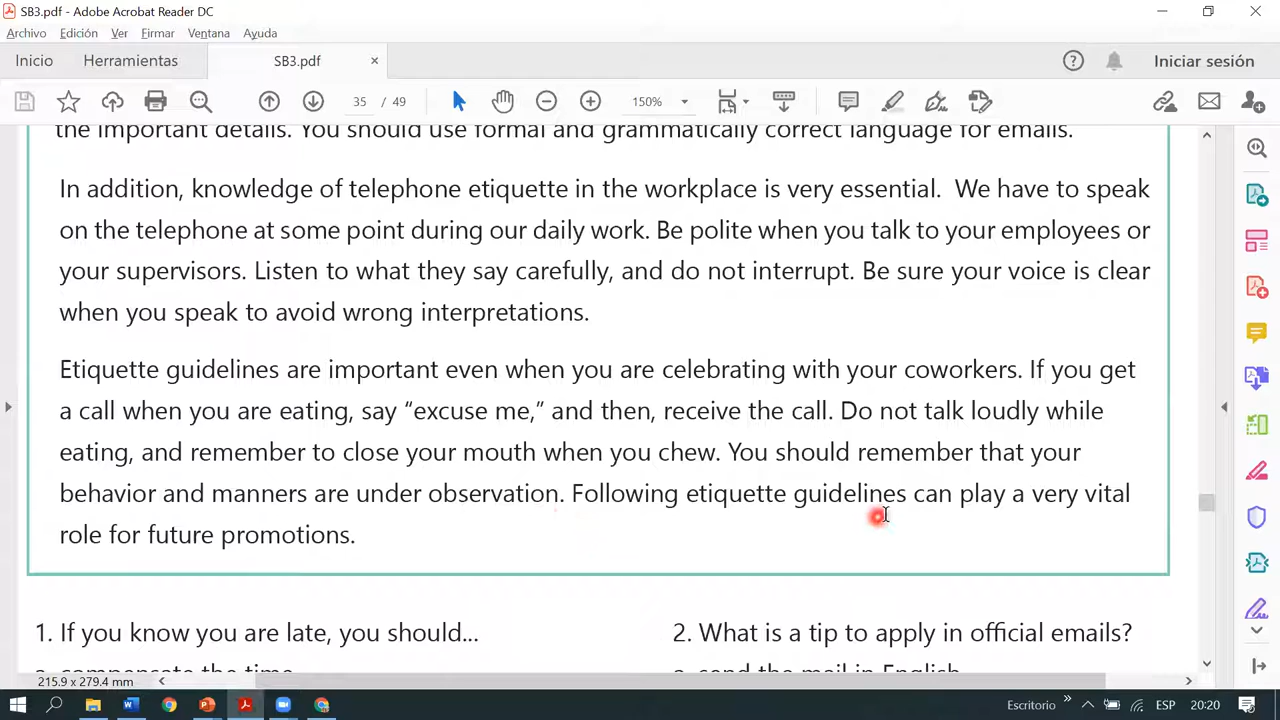 SB3.pdf - Adobe Acrobat Reader DC
Archivo Edición Ver Firmar Ventana Ayuda
Inicio Herramientas SB3.pdf × ? Iniciar sesión
35 / 49 150%
the important details. You should use formal and grammatically correct language for emails.
In addition, knowledge of telephone etiquette in the workplace is very essential. We have to speak
on the telephone at some point during our daily work. Be polite when you talk to your employees or
your supervisors. Listen to what they say carefully, and do not interrupt. Be sure your voice is clear
when you speak to avoid wrong interpretations.
Etiquette guidelines are important even when you are celebrating with your coworkers. If you get
a call when you are eating, say “excuse me,” and then, receive the call. Do not talk loudly while
eating, and remember to close your mouth when you chew. You should remember that your
behavior and manners are under observation. Following etiquette guidelines can play a very vital
role for future promotions.
1. If you know you are late, you should... 2. What is a tip to apply in official emails?
a. compensate the time a. send the mail in English
215.9 x 279.4 mm
Escritorio » ESP 20:20